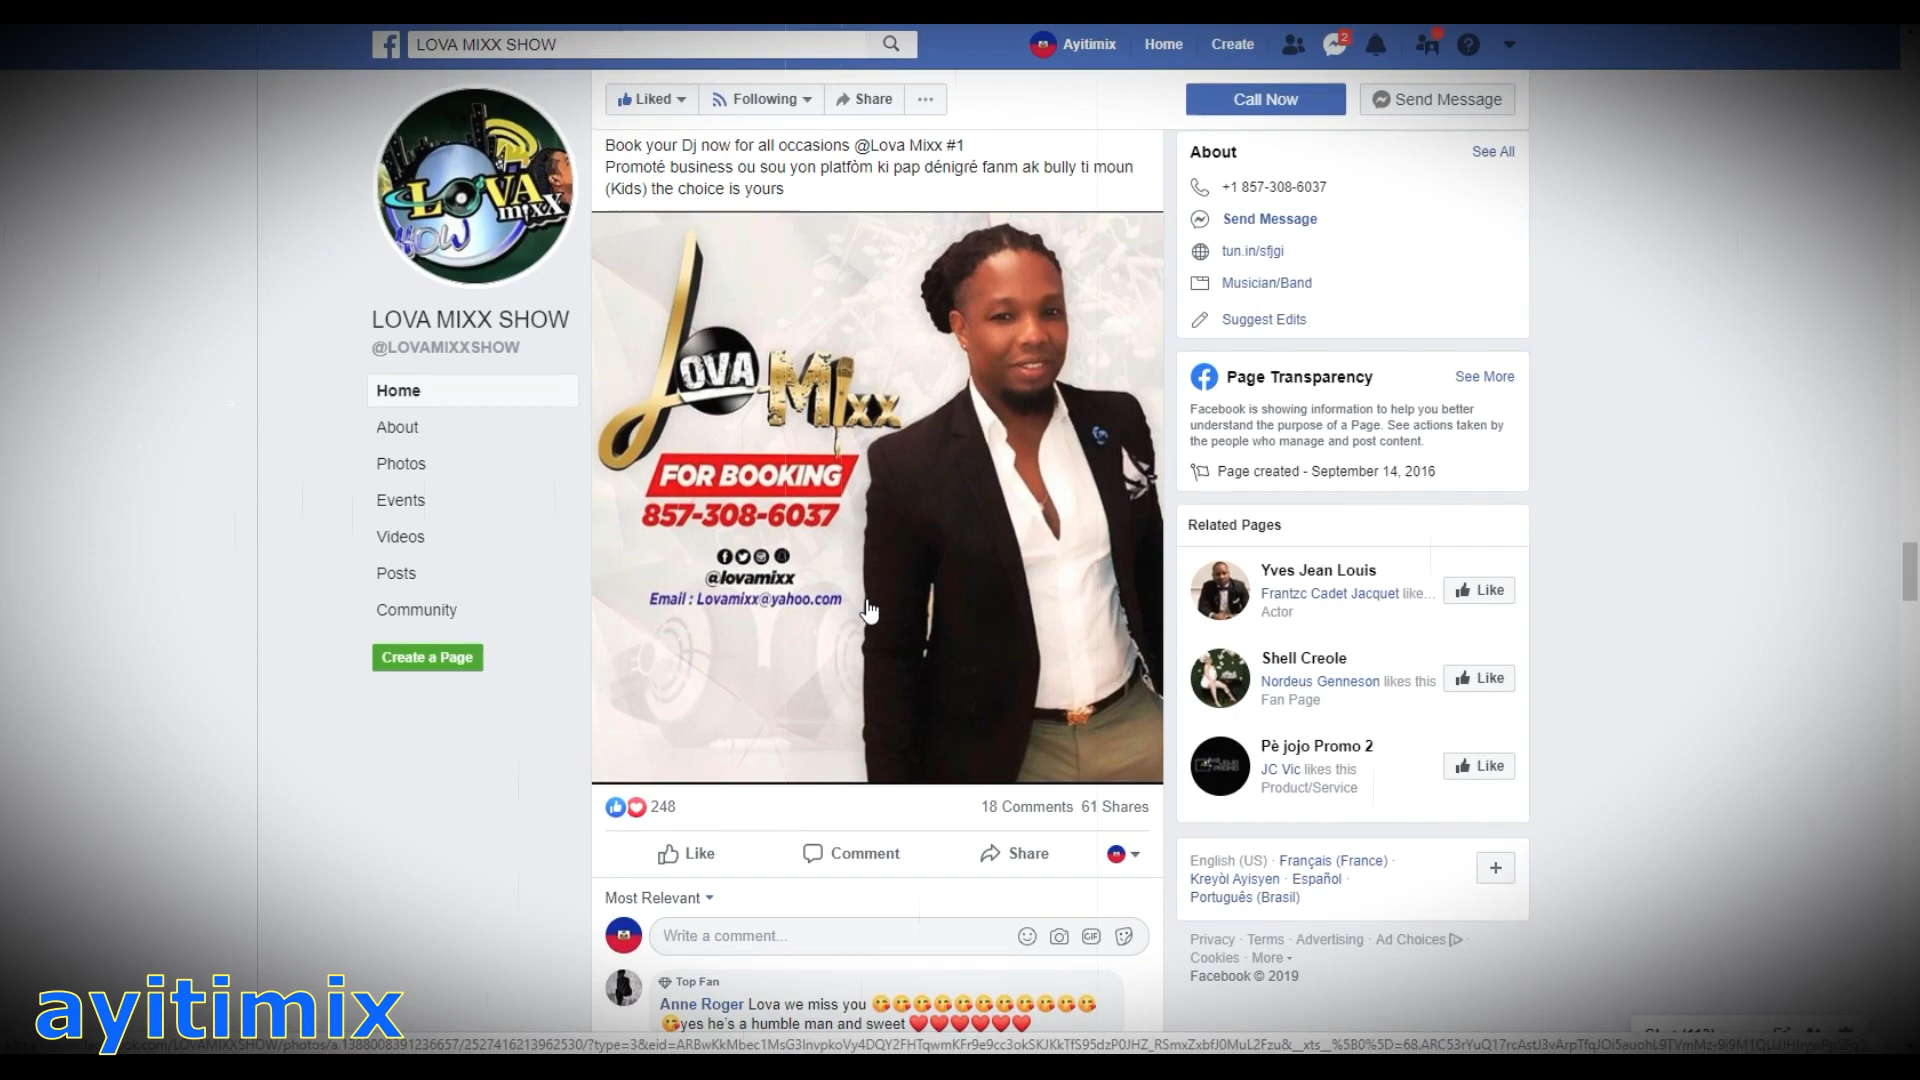 LOVA MIXX SHOW
Ayitimix
Home
Create
2
?
Liked
Following
Share
Call Now
Send Message
Book your Dj now for all occasions @Lova Mixx #1
Promoté business ou sou yon platfòm ki pap dénigré fanm ak bully ti moun
(Kids) the choice is yours
LOVA
mixx
LOVA MIXX SHOW
@LOVAMIXXSHOW
Home
About
Photos
Events
Videos
Posts
Community
Create a Page
LOVA MIXX
FOR BOOKING
857-308-6037
@lovamixx
Email : Lovamixx@yahoo.com
248
18 Comments 61 Shares
Like
Comment
Share
Most Relevant
Write a comment...
GIF
Top Fan
Anne Roger Lova we miss you
yes he's a humble man and sweet
About
See All
+1 857-308-6037
Send Message
tun.in/sfjgi
Musician/Band
Suggest Edits
Page Transparency
See More
Facebook is showing information to help you better
understand the purpose of a Page. See actions taken by
the people who manage and post content.
Page created - September 14, 2016
Related Pages
Yves Jean Louis
Frantzc Cadet Jacquet like...
Actor
Like
Shell Creole
Nordeus Genneson likes this
Fan Page
Like
Pè jojo Promo 2
JC Vic likes this
Product/Service
Like
English (US) · Français (France) ·
Kreyòl Ayisyen · Español ·
Português (Brasil)
Privacy · Terms · Advertising · Ad Choices ·
Cookies · More
Facebook © 2019
ayitimix